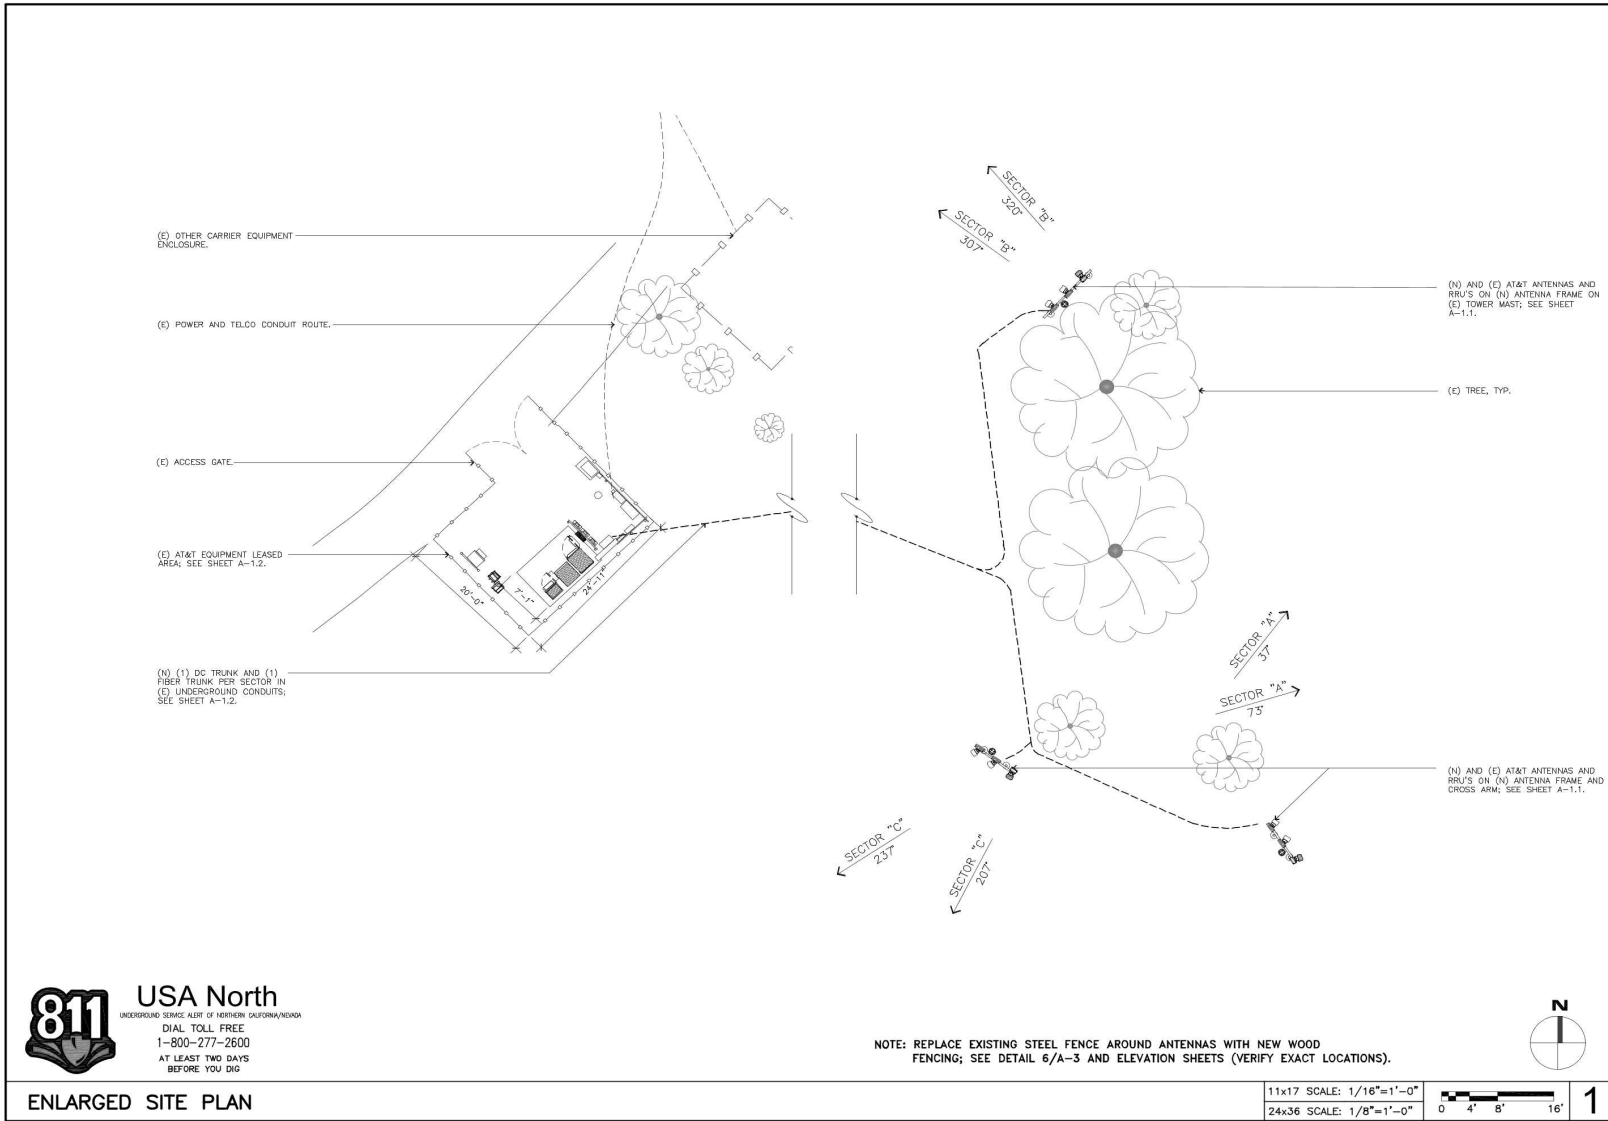 SECTOR "B"
320°
SECTOR "B"
307°
(E) OTHER CARRIER EQUIPMENT
ENCLOSURE.
(N) AND (E) AT&T ANTENNAS AND
RRU'S ON (N) ANTENNA FRAME ON
(E) TOWER MAST; SEE SHEET
A-1.1.
(E) POWER AND TELCO CONDUIT ROUTE.
(E) TREE, TYP.
(E) ACCESS GATE.
(E) AT&T EQUIPMENT LEASED
AREA; SEE SHEET A-1.2.
20'-0"
7'-1"
24'-11"
(N) (1) DC TRUNK AND (1)
FIBER TRUNK PER SECTOR IN
(E) UNDERGROUND CONDUITS;
SEE SHEET A-1.2.
SECTOR "A"
37°
SECTOR "A"
73°
(N) AND (E) AT&T ANTENNAS AND
RRU'S ON (N) ANTENNA FRAME AND
CROSS ARM; SEE SHEET A-1.1.
SECTOR "C"
237°
SECTOR "C"
207°
811
USA North
UNDERGROUND SERVICE ALERT OF NORTHERN CALIFORNIA/NEVADA
DIAL TOLL FREE
1-800-277-2600
AT LEAST TWO DAYS
BEFORE YOU DIG
NOTE: REPLACE EXISTING STEEL FENCE AROUND ANTENNAS WITH NEW WOOD
FENCING; SEE DETAIL 6/A-3 AND ELEVATION SHEETS (VERIFY EXACT LOCATIONS).
N
ENLARGED SITE PLAN
11x17 SCALE: 1/16"=1'-0"
24x36 SCALE: 1/8"=1'-0"
0 4' 8' 16'
1